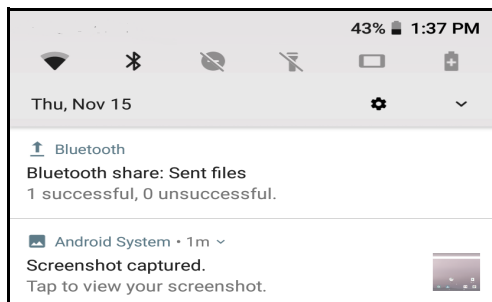 43% 1:37 PM
Thu, Nov 15
Bluetooth
Bluetooth share: Sent files
1 successful, 0 unsuccessful.
Android System • 1m
Screenshot captured.
Tap to view your screenshot.